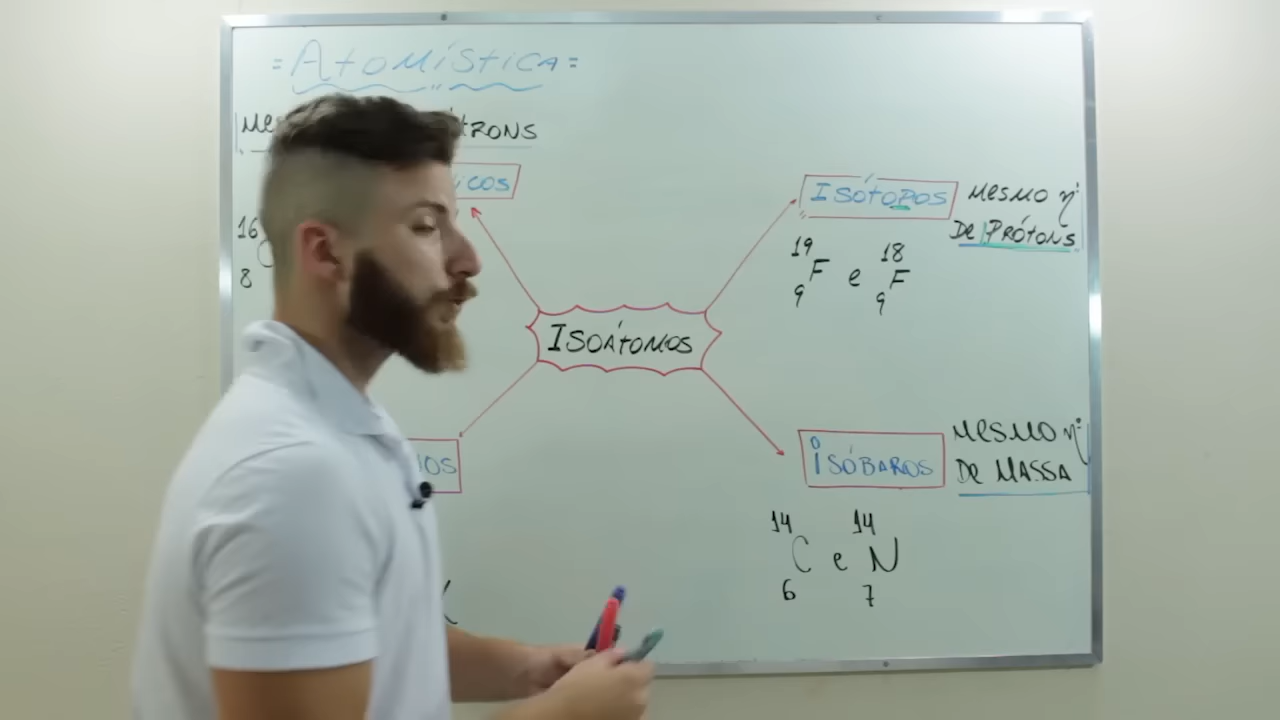 = Atomística =
TRONS
ICOS
ISÓTOPOS
MESMO nº
DE PRÓTONS
16
8
19 F e 18 F
9 9
ISOÁTOMOS
ISÓBAROS
MESMO nº
DE MASSA
IOS
14 C e 14 N
6 7